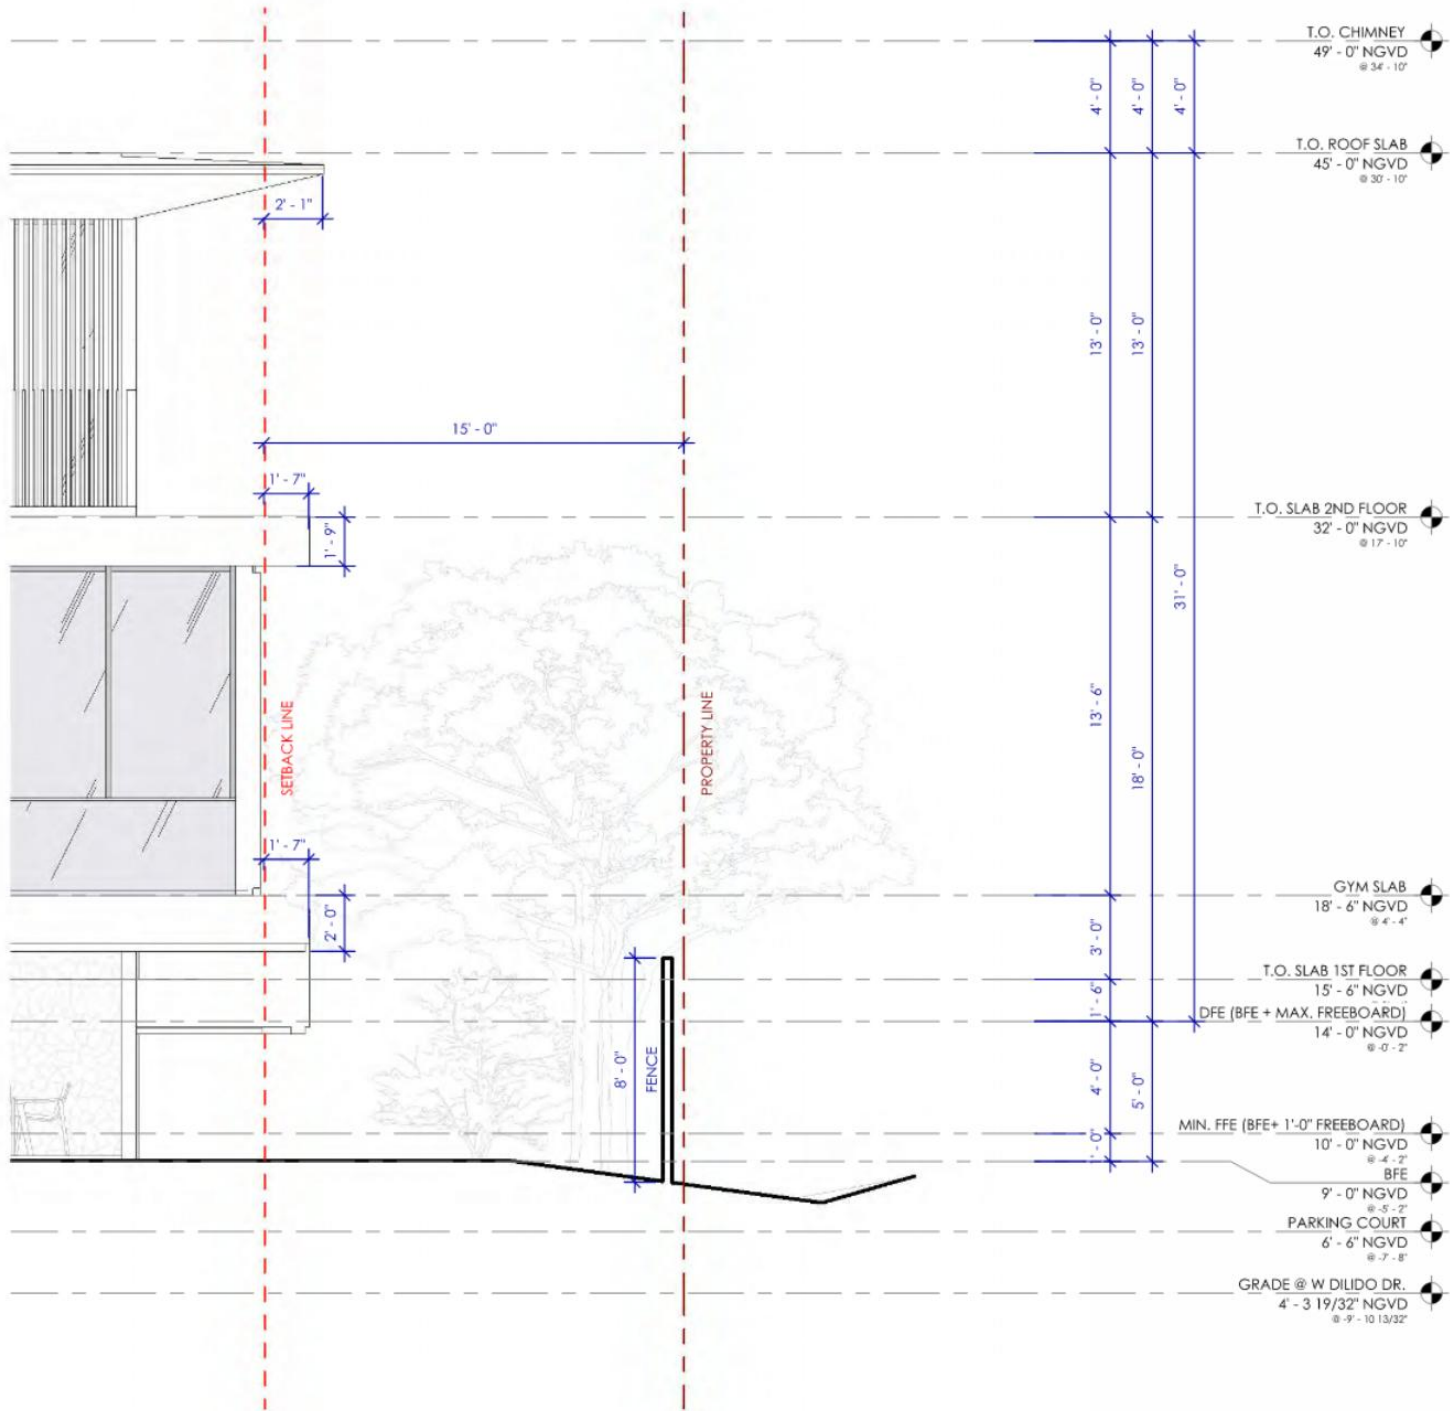 T.O. CHIMNEY
49' - 0" NGVD
@ 34' - 10"
4' - 0"
4' - 0"
4' - 0"
T.O. ROOF SLAB
45' - 0" NGVD
@ 30' - 10"
2' - 1"
13' - 0"
13' - 0"
15' - 0"
1' - 7"
T.O. SLAB 2ND FLOOR
32' - 0" NGVD
@ 17' - 10"
1' - 9"
31' - 0"
SETBACK LINE
PROPERTY LINE
13' - 6"
18' - 0"
1' - 7"
GYM SLAB
18' - 6" NGVD
@ 4' - 4"
2' - 0"
3' - 0"
T.O. SLAB 1ST FLOOR
15' - 6" NGVD
1' - 6"
DFE (BFE + MAX. FREEBOARD)
14' - 0" NGVD
@ -0' - 2"
8' - 0"
FENCE
4' - 0"
5' - 0"
MIN. FFE (BFE+ 1'-0" FREEBOARD)
10' - 0" NGVD
@ -4' - 2"
1' - 0"
BFE
9' - 0" NGVD
@ -5' - 2"
PARKING COURT
6' - 6" NGVD
@ -7' - 8"
GRADE @ W DILIDO DR.
4' - 3 19/32" NGVD
@ -9' - 10 13/32"